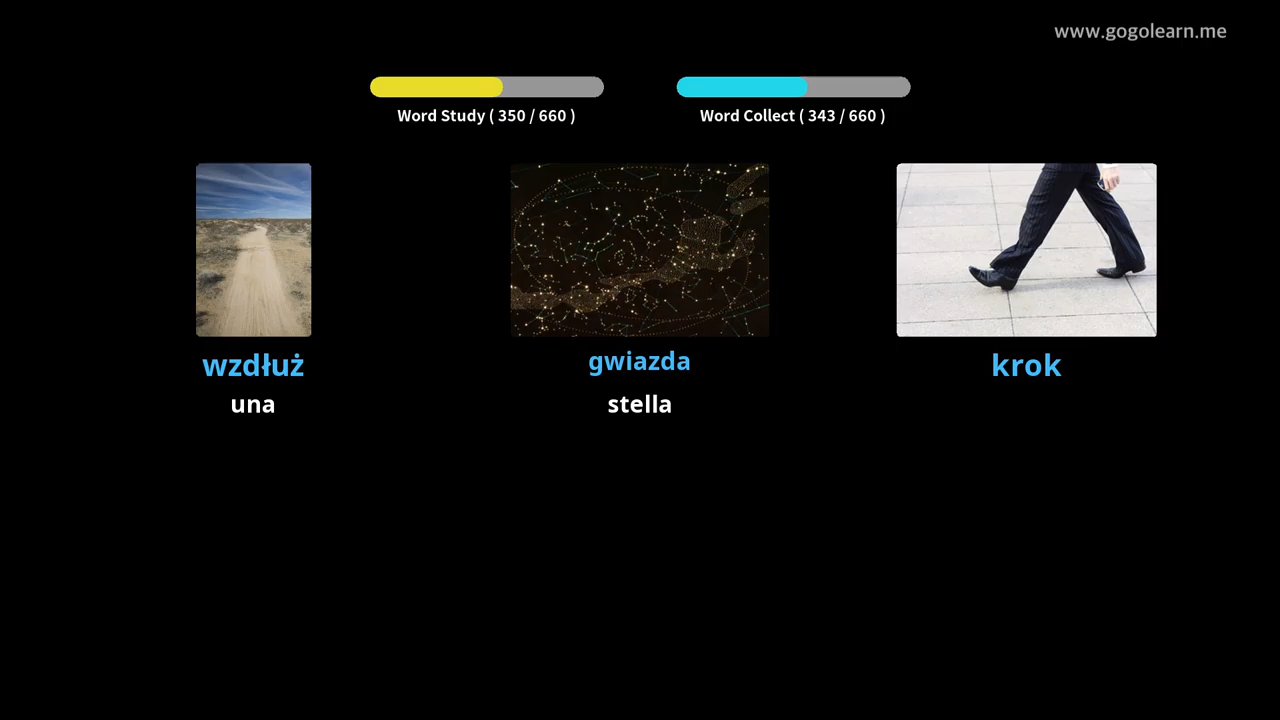 www.gogolearn.me
Word Study ( 350 / 660 )
Word Collect ( 343 / 660 )
wzdłuż
una
gwiazda
stella
krok